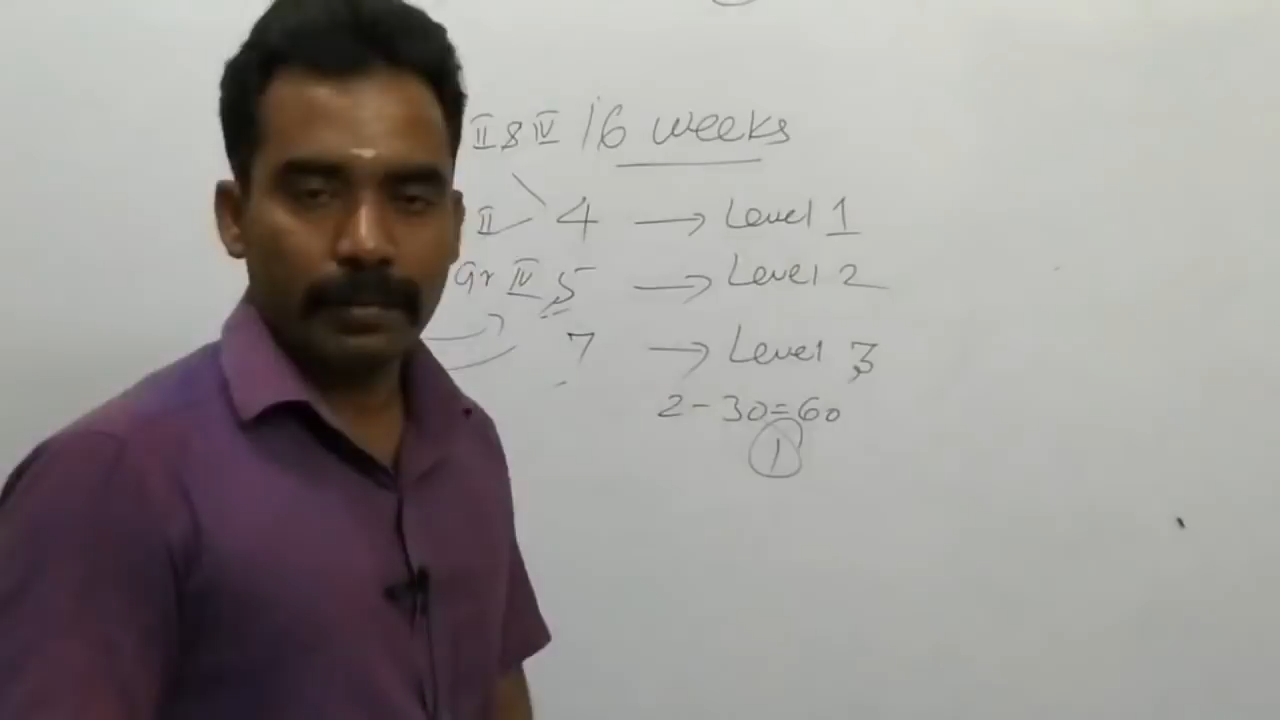 II & IV 16 weeks
II 4 → Level 1
Gr IV 5 → Level 2
7 → Level 3
2 - 30 = 60
1